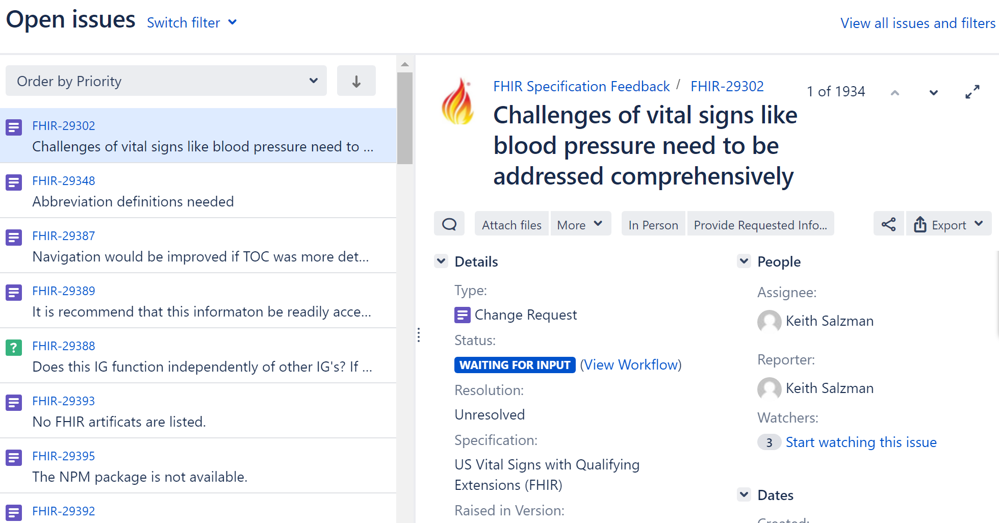 Open issues Switch filter
View all issues and filters
Order by Priority
FHIR-29302
Challenges of vital signs like blood pressure need to ...
FHIR-29348
Abbreviation definitions needed
FHIR-29387
Navigation would be improved if TOC was more det...
FHIR-29389
It is recommend that this informaton be readily acce...
?
FHIR-29388
Does this IG function independently of other IG's? If ...
FHIR-29393
No FHIR artificats are listed.
FHIR-29395
The NPM package is not available.
FHIR-29392
FHIR Specification Feedback / FHIR-29302
1 of 1934
Challenges of vital signs like
blood pressure need to be
addressed comprehensively
Attach files More In Person Provide Requested Info... Export
Details
Type:
Change Request
Status:
WAITING FOR INPUT (View Workflow)
Resolution:
Unresolved
Specification:
US Vital Signs with Qualifying
Extensions (FHIR)
Raised in Version:
People
Assignee:
Keith Salzman
Reporter:
Keith Salzman
Watchers:
3 Start watching this issue
Dates
Created: